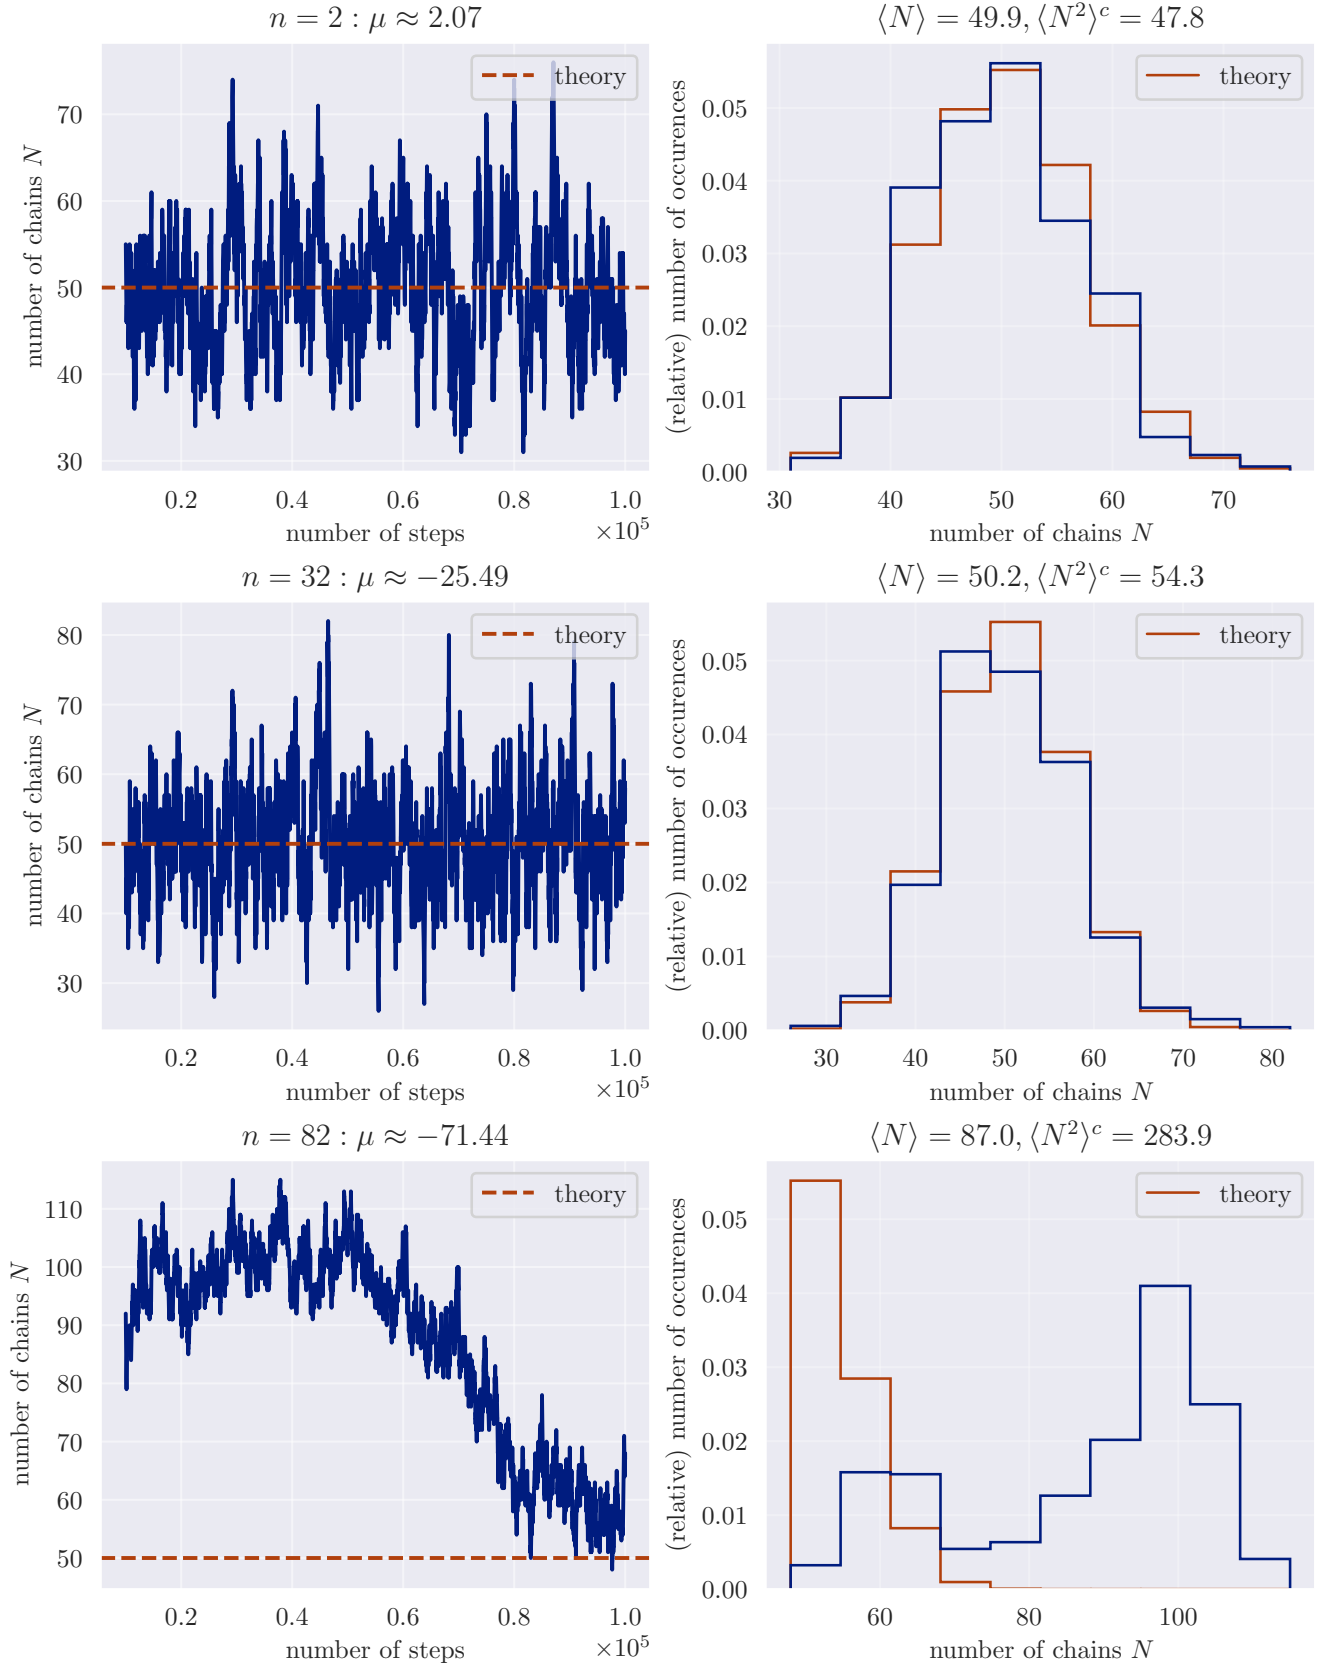 n = 2 : μ ≈ 2.07
number of chains N
70
60
50
40
30
theory
0.2
0.4
0.6
0.8
1.0
number of steps
×10⁵
⟨N⟩ = 49.9, ⟨N²⟩ᶜ = 47.8
(relative) number of occurences
0.05
0.04
0.03
0.02
0.01
0.00
theory
30
40
50
60
70
number of chains N
n = 32 : μ ≈ −25.49
number of chains N
80
70
60
50
40
30
theory
0.2
0.4
0.6
0.8
1.0
number of steps
×10⁵
⟨N⟩ = 50.2, ⟨N²⟩ᶜ = 54.3
(relative) number of occurences
0.05
0.04
0.03
0.02
0.01
0.00
theory
30
40
50
60
70
80
number of chains N
n = 82 : μ ≈ −71.44
number of chains N
110
100
90
80
70
60
50
theory
0.2
0.4
0.6
0.8
1.0
number of steps
×10⁵
⟨N⟩ = 87.0, ⟨N²⟩ᶜ = 283.9
(relative) number of occurences
0.05
0.04
0.03
0.02
0.01
0.00
theory
60
80
100
number of chains N